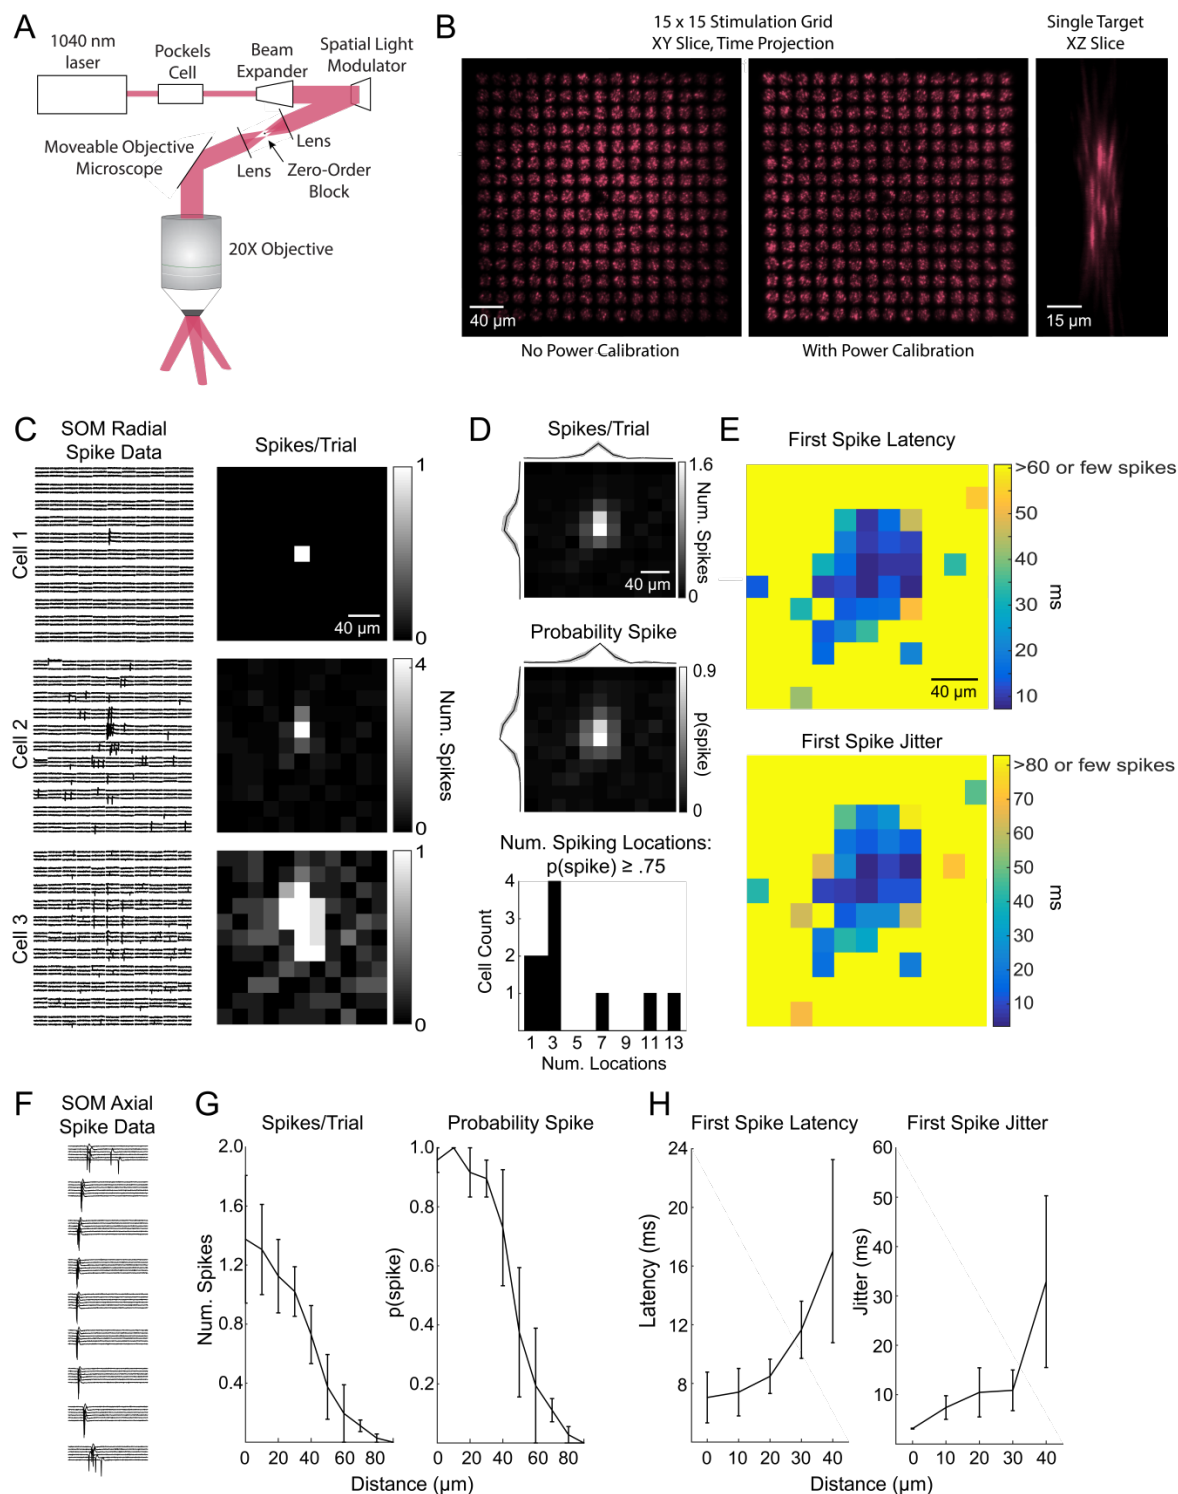 A
1040 nm
laser
Pockels
Cell
Beam
Expander
Spatial Light
Modulator
Lens
Lens
Zero-Order
Block
Moveable Objective
Microscope
20X Objective
B
15 x 15 Stimulation Grid
XY Slice, Time Projection
Single Target
XZ Slice
40 µm
15 µm
No Power Calibration
With Power Calibration
C
SOM Radial
Spike Data
Spikes/Trial
Cell 1
1
0
40 µm
Cell 2
4
0
Num. Spikes
Cell 3
1
0
D
Spikes/Trial
1.6
0
Num. Spikes
40 µm
Probability Spike
0.9
0
p(spike)
Num. Spiking Locations:
p(spike) ≥ .75
4
3
2
1
Cell Count
1 3 5 7 9 11 13
Num. Locations
E
First Spike Latency
>60 or few spikes
50
40
30
20
10
ms
40 µm
First Spike Jitter
>80 or few spikes
70
60
50
40
30
20
10
ms
F
SOM Axial
Spike Data
G
Spikes/Trial
2.0
1.6
1.2
0.8
0.4
Num. Spikes
0 20 40 60 80
Probability Spike
1.0
0.8
0.6
0.4
0.2
p(spike)
0 20 40 60 80
Distance (µm)
H
First Spike Latency
24
20
16
12
8
Latency (ms)
0 10 20 30 40
First Spike Jitter
60
50
40
30
20
10
Jitter (ms)
0 10 20 30 40
Distance (µm)